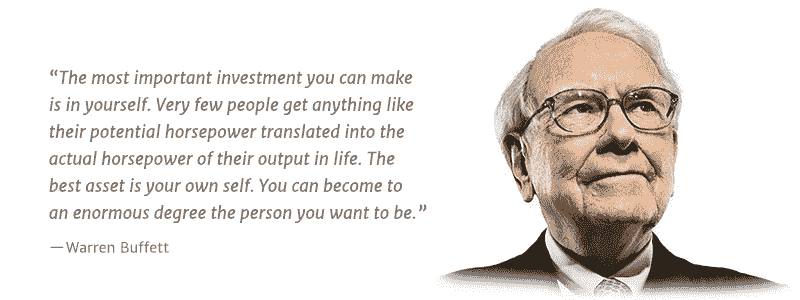 “The most important investment you can make
is in yourself. Very few people get anything like
their potential horsepower translated into the
actual horsepower of their output in life. The
best asset is your own self. You can become to
an enormous degree the person you want to be.”
—Warren Buffett